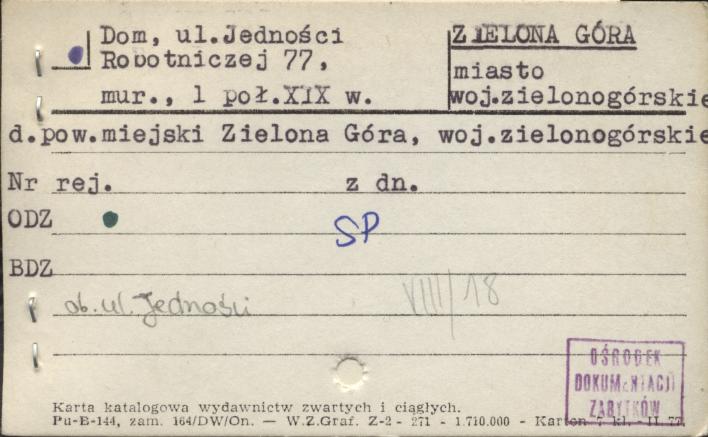 Dom, ul.Jedności
Robotniczej 77,
mur., 1 poł.XIX w.
ZIELONA GÓRA
miasto
woj.zielonogórskie
d.pow.miejski Zielona Góra, woj.zielonogórskie
Nr rej. z dn.
ODZ SP
BDZ
ob. ul. Jedności VIII/18
OŚRODEK
DOKUMENTACJI
ZABYTKÓW
Karta katalogowa wydawnictw zwartych i ciągłych.
Pu-B-144, zam. 164/DW/On. — W.Z.Graf. Z-2 - 271 - 1.710.000 - Karton 7 kl. - II 77